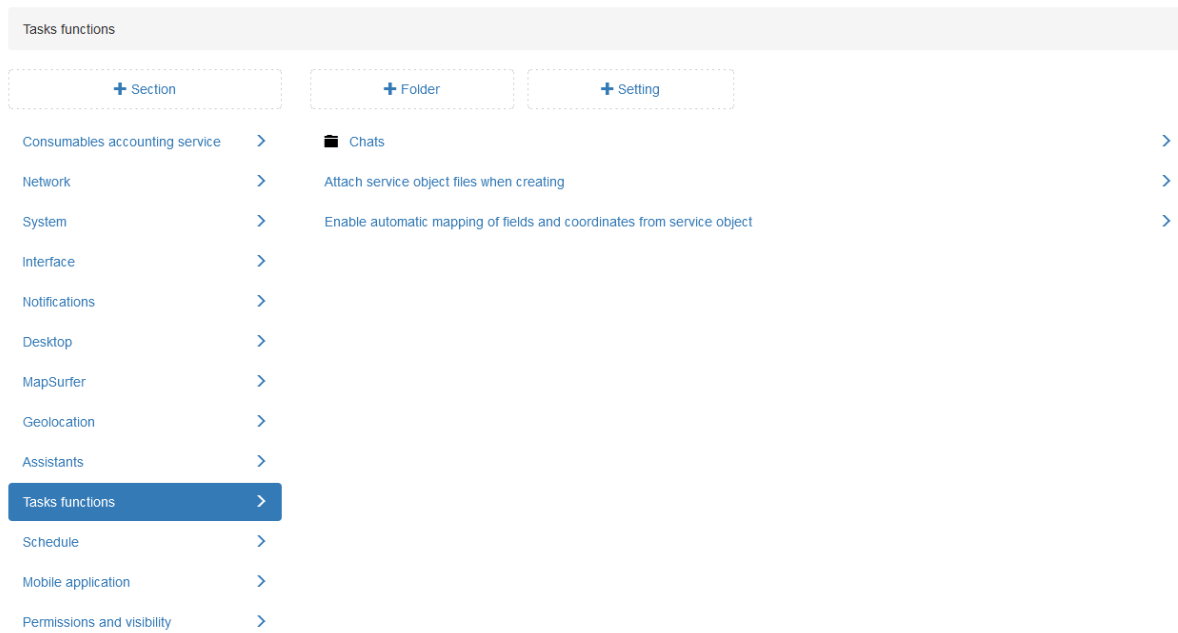 Tasks functions
Section
Folder
Setting
Consumables accounting service
Network
System
Interface
Notifications
Desktop
MapSurfer
Geolocation
Assistants
Tasks functions
Schedule
Mobile application
Permissions and visibility
Chats
Attach service object files when creating
Enable automatic mapping of fields and coordinates from service object